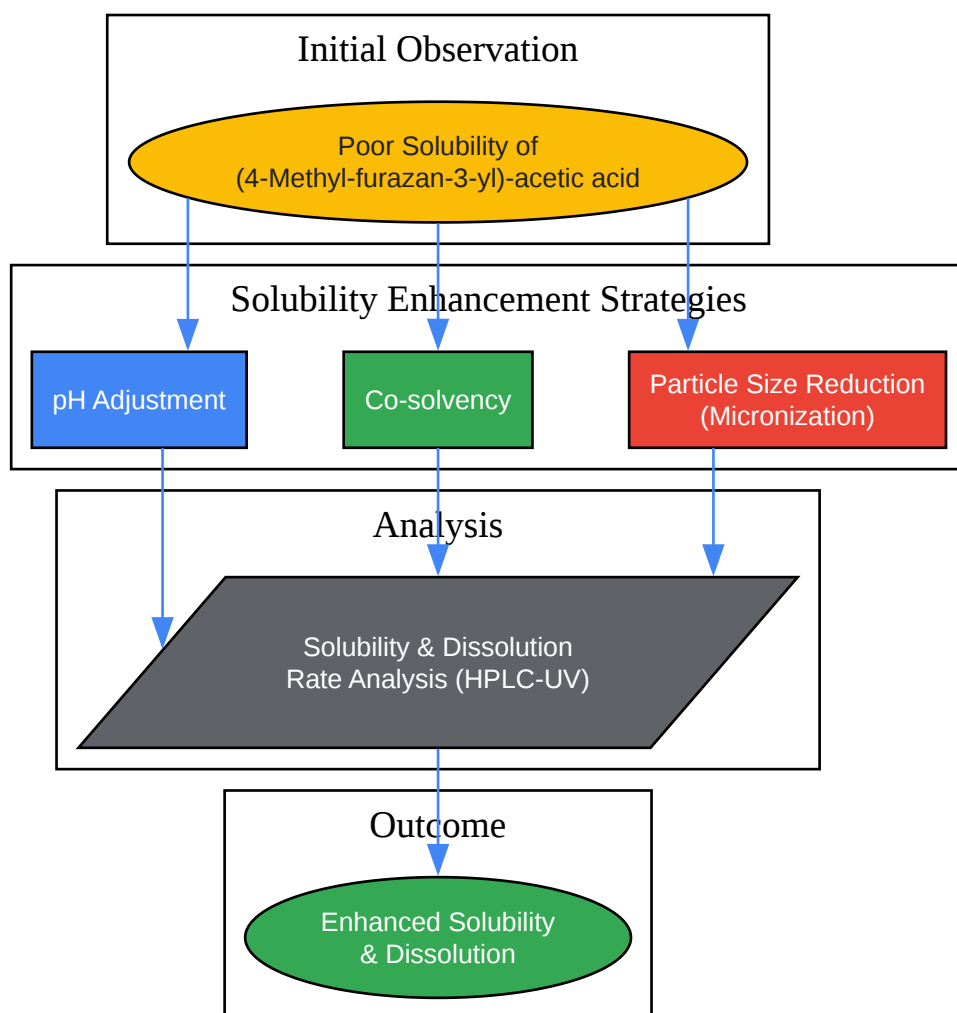 Initial Observation
Poor Solubility of
(4-Methyl-furazan-3-yl)-acetic acid
Solubility Enhancement Strategies
pH Adjustment
Co-solvency
Particle Size Reduction
(Micronization)
Analysis
Solubility & Dissolution
Rate Analysis (HPLC-UV)
Outcome
Enhanced Solubility
& Dissolution